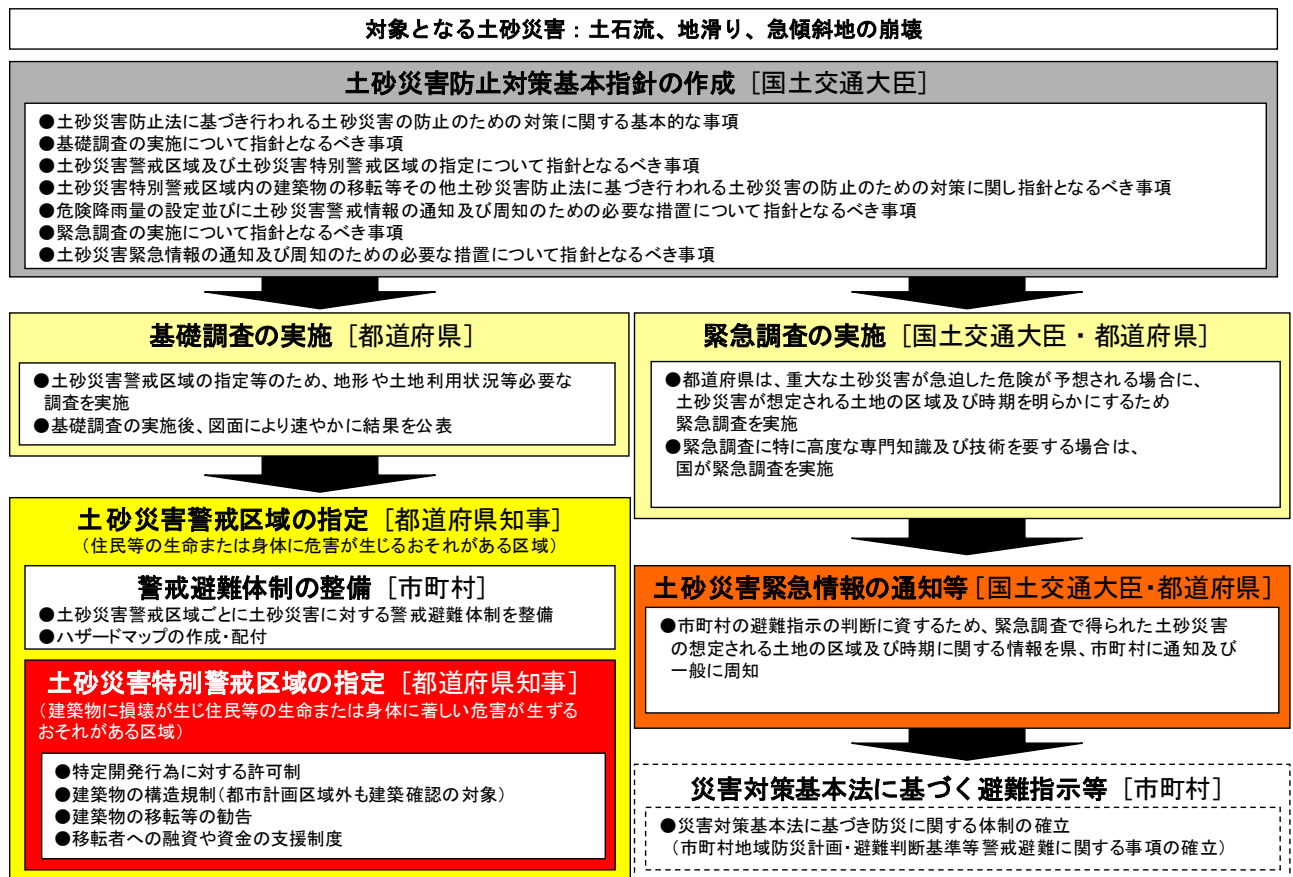 対象となる土砂災害：土石流、地滑り、急傾斜地の崩壊
土砂災害防止対策基本指針の作成［国土交通大臣］
●土砂災害防止法に基づき行われる土砂災害の防止のための対策に関する基本的な事項
●基礎調査の実施について指針となるべき事項
●土砂災害警戒区域及び土砂災害特別警戒区域の指定について指針となるべき事項
●土砂災害特別警戒区域内の建築物の移転等その他土砂災害防止法に基づき行われる土砂災害の防止のための対策に関し指針となるべき事項
●危険降雨量の設定並びに土砂災害警戒情報の通知及び周知のための必要な措置について指針となるべき事項
●緊急調査の実施について指針となるべき事項
●土砂災害緊急情報の通知及び周知のための必要な措置について指針となるべき事項
基礎調査の実施［都道府県］
●土砂災害警戒区域の指定等のため、地形や土地利用状況等必要な
調査を実施
●基礎調査の実施後、図面により速やかに結果を公表
土砂災害警戒区域の指定［都道府県知事］
（住民等の生命または身体に危害が生じるおそれがある区域）
警戒避難体制の整備［市町村］
●土砂災害警戒区域ごとに土砂災害に対する警戒避難体制を整備
●ハザードマップの作成・配付
土砂災害特別警戒区域の指定［都道府県知事］
（建築物に損壊が生じ住民等の生命または身体に著しい危害が生ずる
おそれがある区域）
●特定開発行為に対する許可制
●建築物の構造規制（都市計画区域外も建築確認の対象）
●建築物の移転等の勧告
●移転者への融資や資金の支援制度
緊急調査の実施［国土交通大臣・都道府県］
●都道府県は、重大な土砂災害が急迫した危険が予想される場合に、
土砂災害が想定される土地の区域及び時期を明らかにするため
緊急調査を実施
●緊急調査に特に高度な専門知識及び技術を要する場合は、
国が緊急調査を実施
土砂災害緊急情報の通知等［国土交通大臣・都道府県］
●市町村の避難指示の判断に資するため、緊急調査で得られた土砂災害
の想定される土地の区域及び時期に関する情報を県、市町村に通知及び
一般に周知
災害対策基本法に基づく避難指示等［市町村］
●災害対策基本法に基づき防災に関する体制の確立
（市町村地域防災計画・避難判断基準等警戒避難に関する事項の確立）